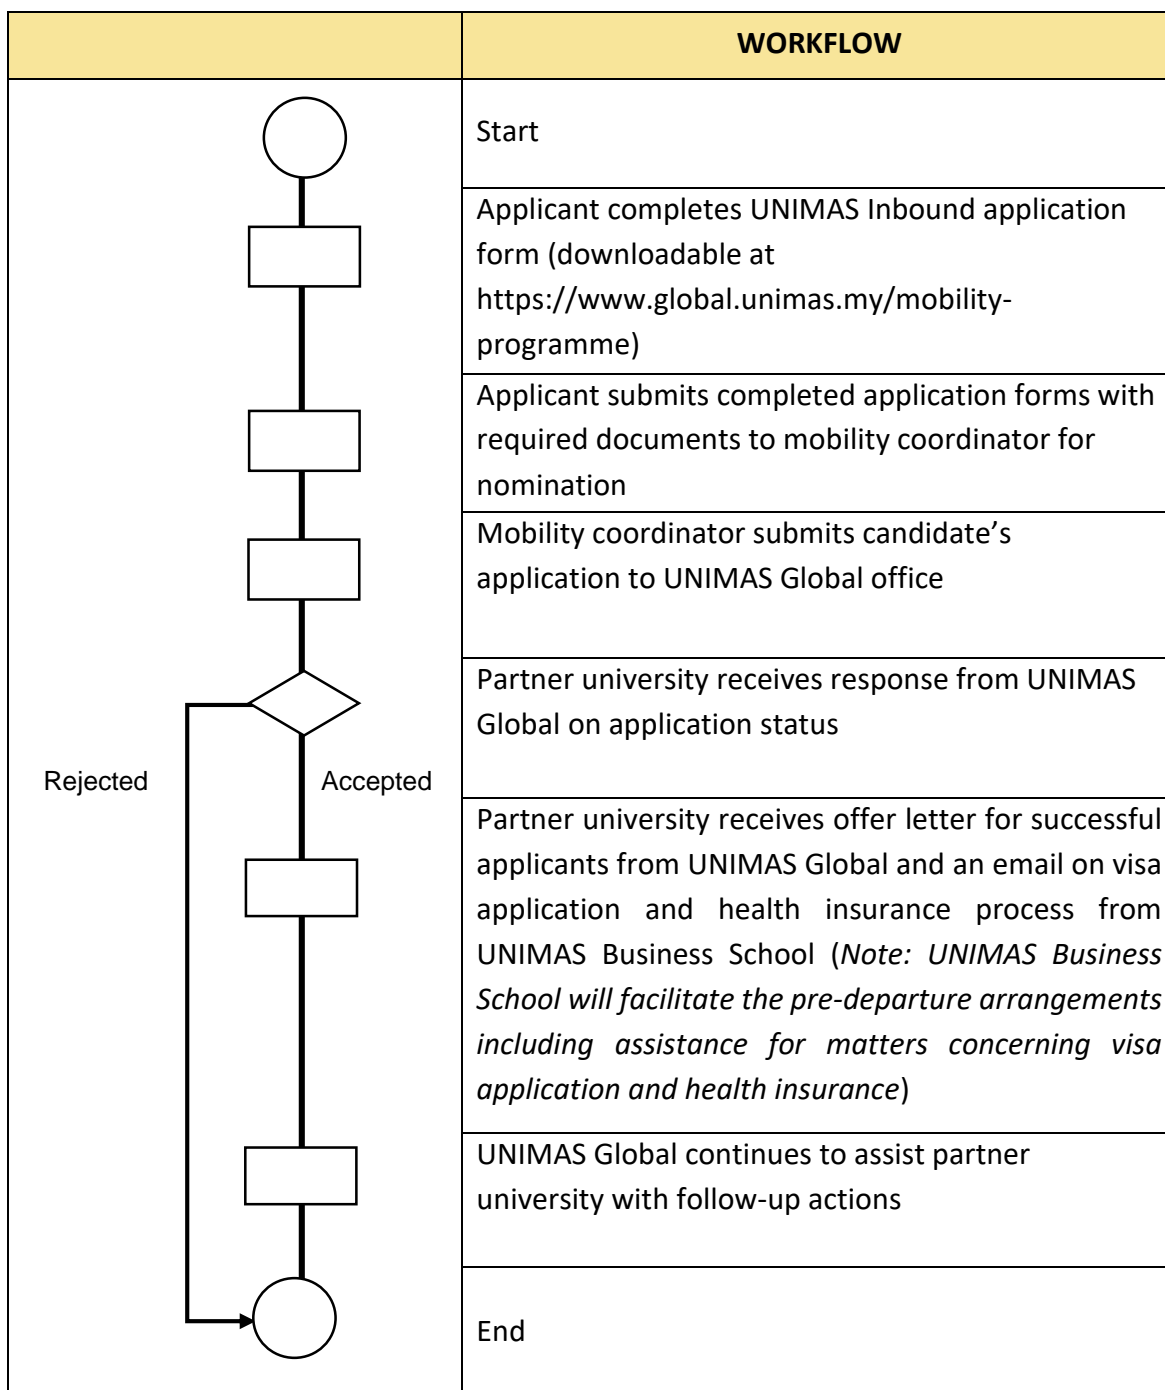 WORKFLOW
Start
Applicant completes UNIMAS Inbound application
form (downloadable at
https://www.global.unimas.my/mobility-
programme)
Applicant submits completed application forms with
required documents to mobility coordinator for
nomination
Mobility coordinator submits candidate’s
application to UNIMAS Global office
Partner university receives response from UNIMAS
Global on application status
Rejected
Accepted
Partner university receives offer letter for successful
applicants from UNIMAS Global and an email on visa
application and health insurance process from
UNIMAS Business School (Note: UNIMAS Business
School will facilitate the pre-departure arrangements
including assistance for matters concerning visa
application and health insurance)
UNIMAS Global continues to assist partner
university with follow-up actions
End